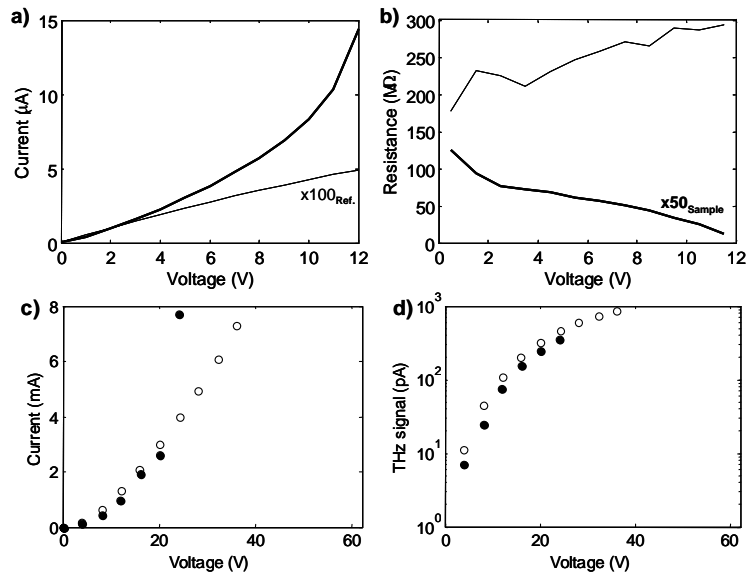 a)
15
10
5
0
Current (μA)
x100Ref.
0 2 4 6 8 10 12
Voltage (V)
b)
300
250
200
150
100
50
0
Resistance (MΩ)
x50Sample
0 2 4 6 8 10 12
Voltage (V)
c)
8
6
4
2
0
Current (mA)
0 20 40 60
Voltage (V)
d)
10³
10²
10¹
10⁰
THz signal (pA)
0 20 40 60
Voltage (V)